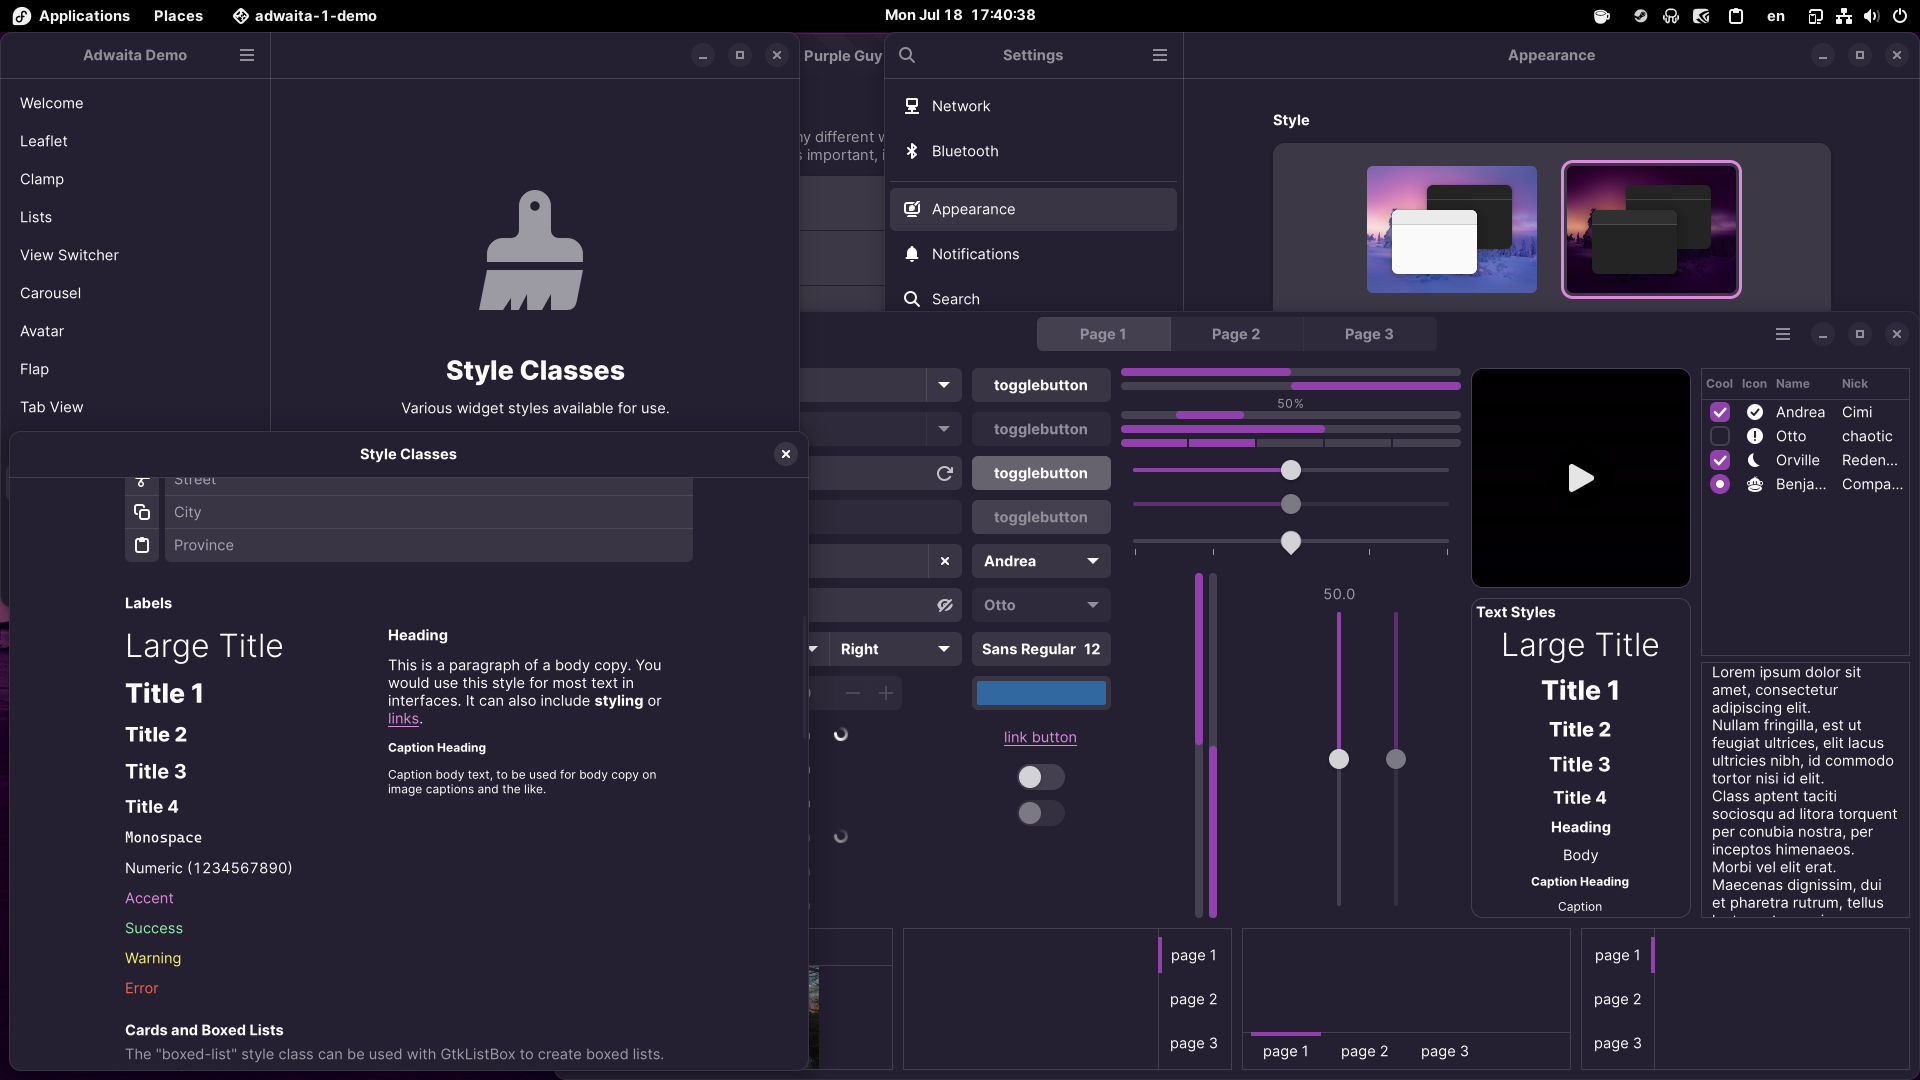 Applications
Places
adwaita-1-demo
Mon Jul 18 17:40:38
en
Adwaita Demo
Welcome
Leaflet
Clamp
Lists
View Switcher
Carousel
Avatar
Flap
Tab View
Style Classes
Various widget styles available for use.
Purple Guy
different
important,
Settings
Network
Bluetooth
Appearance
Notifications
Search
Appearance
Style
Style Classes
Street
City
Province
Labels
Large Title
Title 1
Title 2
Title 3
Title 4
Monospace
Numeric (1234567890)
Accent
Success
Warning
Error
Heading
This is a paragraph of a body copy. You
would use this style for most text in
interfaces. It can also include styling or
links.
Caption Heading
Caption body text, to be used for body copy on
image captions and the like.
Cards and Boxed Lists
The "boxed-list" style class can be used with GtkListBox to create boxed lists.
Page 1
Page 2
Page 3
togglebutton
togglebutton
togglebutton
togglebutton
Andrea
Otto
Right
Sans Regular 12
link button
50%
50.0
Text Styles
Large Title
Title 1
Title 2
Title 3
Title 4
Heading
Body
Caption Heading
Caption
Cool Icon Name Nick
Andrea Cimi
Otto chaotic
Orville Reden...
Benja... Compa...
Lorem ipsum dolor sit
amet, consectetur
adipiscing elit.
Nullam fringilla, est ut
feugiat ultrices, elit lacus
ultricies nibh, id commodo
tortor nisi id elit.
Class aptent taciti
sociosqu ad litora torquent
per conubia nostra, per
inceptos himenaeos.
Morbi vel elit erat.
Maecenas dignissim, dui
et pharetra rutrum, tellus
page 1
page 2
page 3
page 1
page 2
page 3
page 1
page 2
page 3